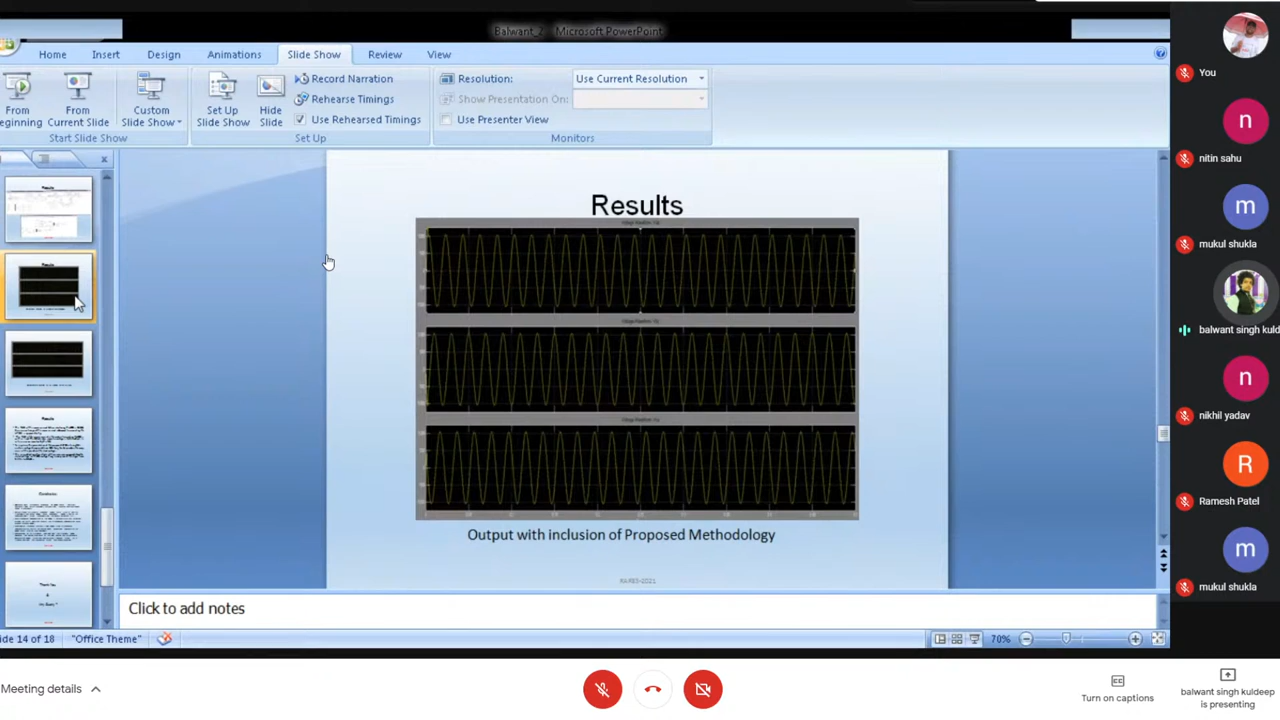 Balwant_2 Microsoft PowerPoint
Home Insert Design Animations Slide Show Review View
From
eginning
From
Current Slide
Custom
Slide Show
Start Slide Show
Set Up
Slide Show
Hide
Slide
Record Narration
Rehearse Timings
Use Rehearsed Timings
Set Up
Resolution: Use Current Resolution
Show Presentation On:
Use Presenter View
Monitors
Results
Output with inclusion of Proposed Methodology
Click to add notes
ide 14 of 18 "Office Theme" 70%
You
n
nitin sahu
m
mukul shukla
balwant singh kuld
n
nikhil yadav
R
Ramesh Patel
m
mukul shukla
Meeting details
Turn on captions
balwant singh kuldeep
is presenting